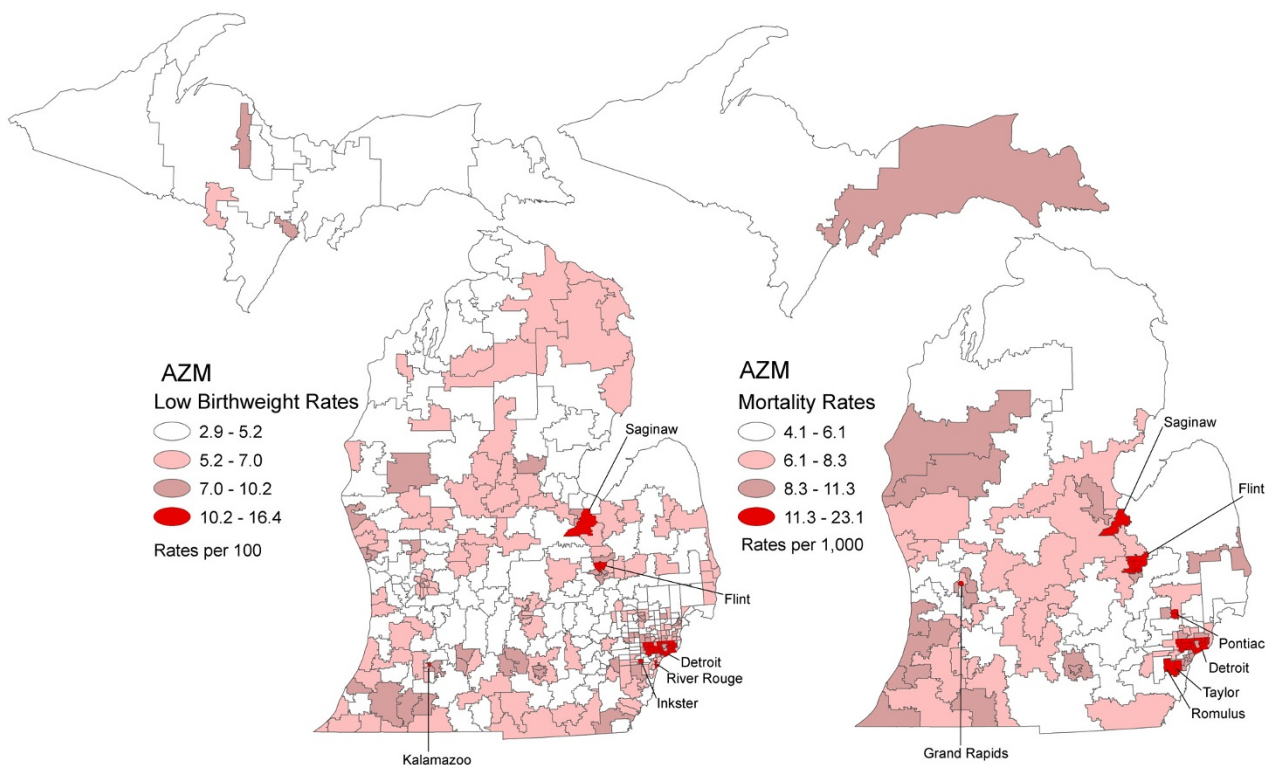 AZM
Low Birthweight Rates
2.9 - 5.2
5.2 - 7.0
7.0 - 10.2
10.2 - 16.4
Rates per 100
Saginaw
Flint
Detroit
River Rouge
Inkster
Kalamazoo
AZM
Mortality Rates
4.1 - 6.1
6.1 - 8.3
8.3 - 11.3
11.3 - 23.1
Rates per 1,000
Saginaw
Flint
Pontiac
Detroit
Taylor
Romulus
Grand Rapids